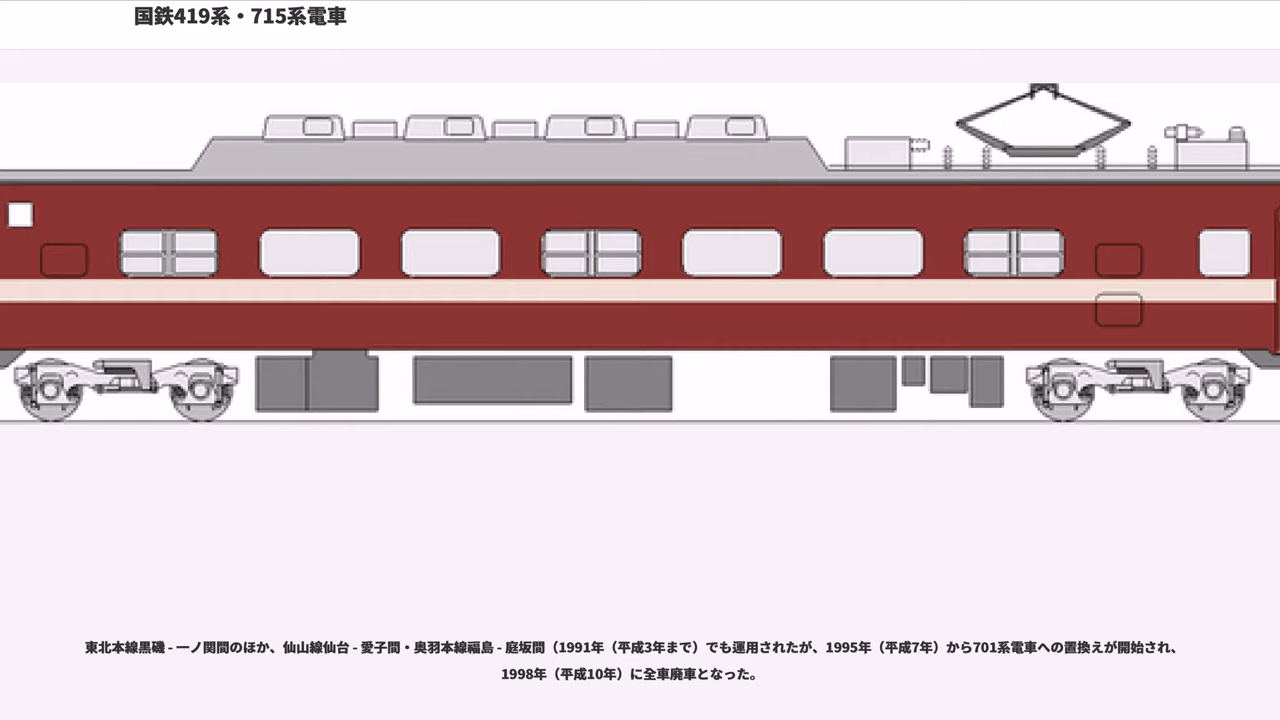 国鉄419系・715系電車
東北本線黒磯 - 一ノ関間のほか、仙山線仙台 - 愛子間・奥羽本線福島 - 庭坂間（1991年（平成3年まで）でも運用されたが、1995年（平成7年）から701系電車への置換えが開始され、
1998年（平成10年）に全車廃車となった。